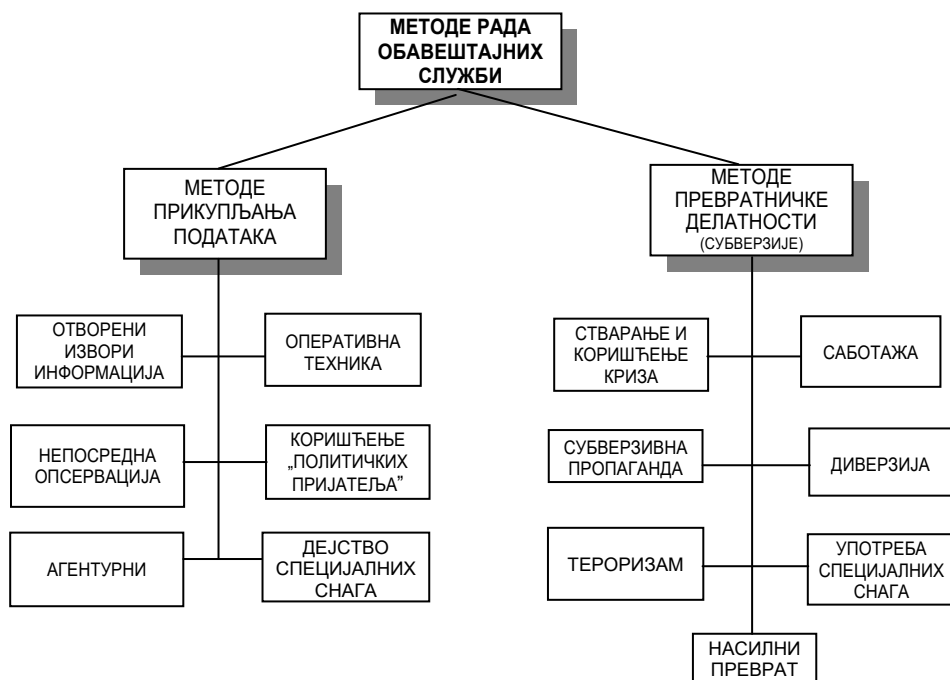 МЕТОДЕ РАДА
ОБАВЕШТАЈНИХ
СЛУЖБИ
МЕТОДЕ
ПРИКУПЉАЊА
ПОДАТАКА
МЕТОДЕ
ПРЕВРАТНИЧКЕ
ДЕЛАТНОСТИ
(СУБВЕРЗИЈЕ)
ОТВОРЕНИ
ИЗВОРИ
ИНФОРМАЦИЈА
ОПЕРАТИВНА
ТЕХНИКА
СТВАРАЊЕ И
КОРИШЋЕЊЕ
КРИЗА
САБОТАЖА
НЕПОСРЕДНА
ОПСЕРВАЦИЈА
КОРИШЋЕЊЕ
„ПОЛИТИЧКИХ
ПРИЈАТЕЉА”
СУБВЕРЗИВНА
ПРОПАГАНДА
ДИВЕРЗИЈА
АГЕНТУРНИ
ДЕЈСТВО
СПЕЦИЈАЛНИХ
СНАГА
ТЕРОРИЗАМ
УПОТРЕБА
СПЕЦИЈАЛНИХ
СНАГА
НАСИЛНИ
ПРЕВРАТ